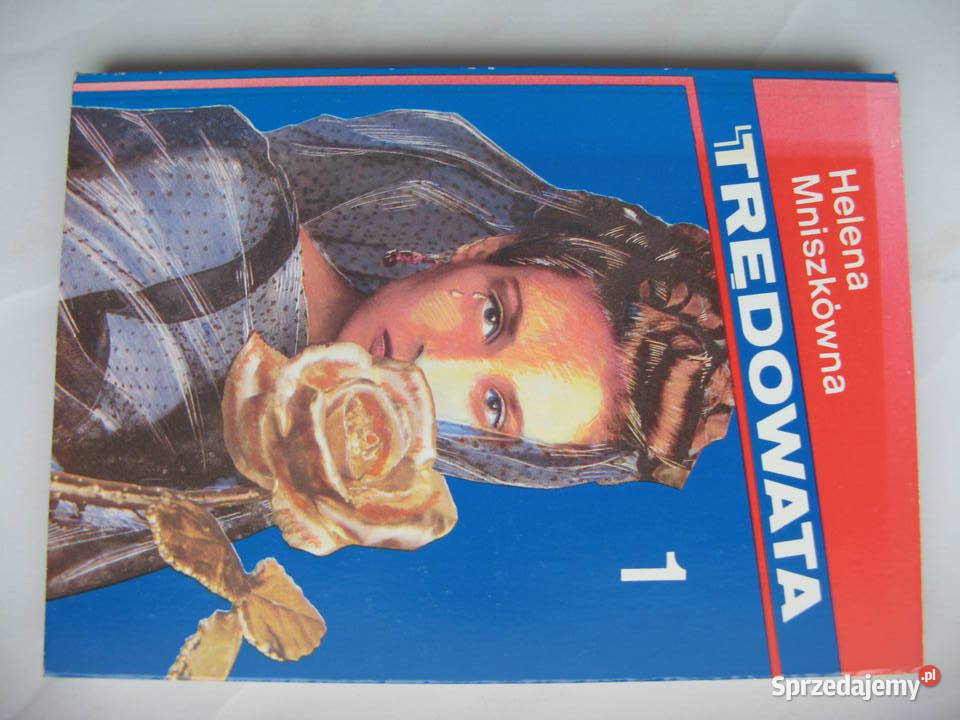 Helena
Mniszkówna
TRĘDOWATA
1
Sprzedajemy.pl